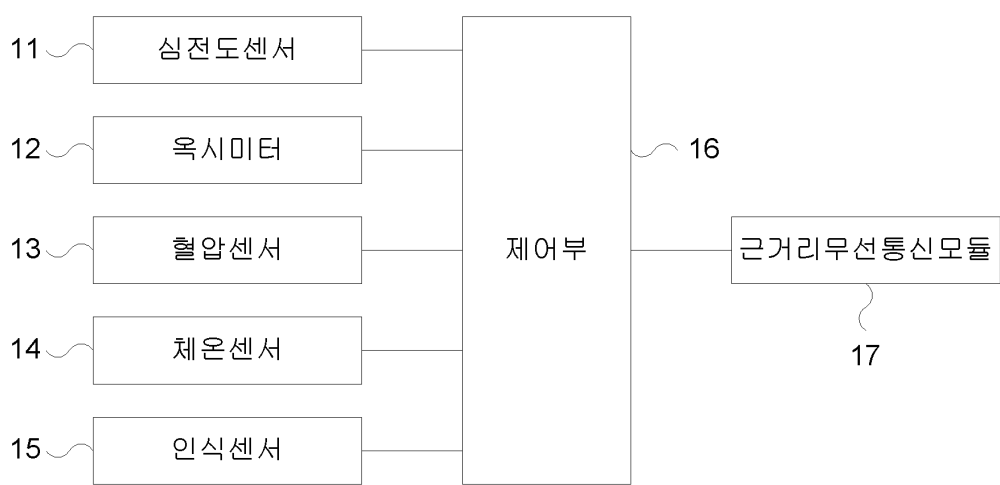 11 심전도센서
12 옥시미터
16
13 혈압센서
제어부
근거리무선통신모듈
14 체온센서
17
15 인식센서